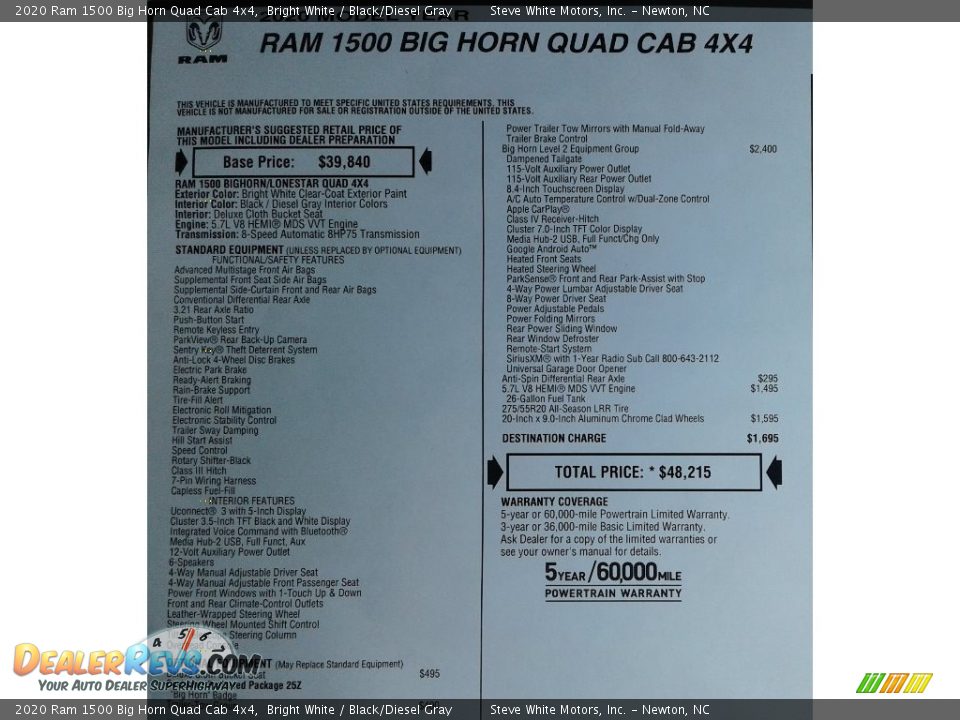 2020 Ram 1500 Big Horn Quad Cab 4x4, Bright White / Black/Diesel Gray Steve White Motors, Inc. - Newton, NC
2020 MODEL YEAR
RAM 1500 BIG HORN QUAD CAB 4X4
RAM
THIS VEHICLE IS MANUFACTURED TO MEET SPECIFIC UNITED STATES REQUIREMENTS. THIS
VEHICLE IS NOT MANUFACTURED FOR SALE OR REGISTRATION OUTSIDE OF THE UNITED STATES.
MANUFACTURER'S SUGGESTED RETAIL PRICE OF
THIS MODEL INCLUDING DEALER PREPARATION
Base Price: $39,840
RAM 1500 BIGHORN/LONESTAR QUAD 4X4
Exterior Color: Bright White Clear-Coat Exterior Paint
Interior Color: Black / Diesel Gray Interior Colors
Interior: Deluxe Cloth Bucket Seat
Engine: 5.7L V8 HEMI® MDS VVT Engine
Transmission: 8-Speed Automatic 8HP75 Transmission
STANDARD EQUIPMENT (UNLESS REPLACED BY OPTIONAL EQUIPMENT)
FUNCTIONAL/SAFETY FEATURES
Advanced Multistage Front Air Bags
Supplemental Front Seat Side Air Bags
Supplemental Side-Curtain Front and Rear Air Bags
Conventional Differential Rear Axle
3.21 Rear Axle Ratio
Push-Button Start
Remote Keyless Entry
ParkView® Rear Back-Up Camera
Sentry Key® Theft Deterrent System
Anti-Lock 4-Wheel Disc Brakes
Electric Park Brake
Ready-Alert Braking
Rain-Brake Support
Tire-Fill Alert
Electronic Roll Mitigation
Electronic Stability Control
Trailer Sway Damping
Hill Start Assist
Speed Control
Rotary Shifter-Black
Class III Hitch
7-Pin Wiring Harness
Capless Fuel-Fill
INTERIOR FEATURES
Uconnect® 3 with 5-Inch Display
Cluster 3.5-Inch TFT Black and White Display
Integrated Voice Command with Bluetooth®
Media Hub-2 USB, Full Funct, Aux
12-Volt Auxiliary Power Outlet
6-Speakers
4-Way Manual Adjustable Driver Seat
4-Way Manual Adjustable Front Passenger Seat
Power Front Windows with 1-Touch Up & Down
Front and Rear Climate-Control Outlets
Leather-Wrapped Steering Wheel
Steering Wheel Mounted Shift Control
Steering Column
EQUIPMENT (May Replace Standard Equipment)
Bucket Seat $495
Package 25Z
"Big Horn" Badge
Power Trailer Tow Mirrors with Manual Fold-Away
Trailer Brake Control
Big Horn Level 2 Equipment Group $2,400
Dampened Tailgate
115-Volt Auxiliary Power Outlet
115-Volt Auxiliary Rear Power Outlet
8.4-Inch Touchscreen Display
A/C Auto Temperature Control w/Dual-Zone Control
Apple CarPlay®
Class IV Receiver-Hitch
Cluster 7.0-Inch TFT Color Display
Media Hub-2 USB, Full Funct/Chg Only
Google Android Auto™
Heated Front Seats
Heated Steering Wheel
ParkSense® Front and Rear Park-Assist with Stop
4-Way Power Lumbar Adjustable Driver Seat
8-Way Power Driver Seat
Power Adjustable Pedals
Power Folding Mirrors
Rear Power Sliding Window
Rear Window Defroster
Remote-Start System
SiriusXM® with 1-Year Radio Sub Call 800-643-2112
Universal Garage Door Opener
Anti-Spin Differential Rear Axle $295
5.7L V8 HEMI® MDS VVT Engine $1,495
26-Gallon Fuel Tank
275/55R20 All-Season LRR Tire
20-Inch x 9.0-Inch Aluminum Chrome Clad Wheels $1,595
DESTINATION CHARGE $1,695
TOTAL PRICE: * $48,215
WARRANTY COVERAGE
5-year or 60,000-mile Powertrain Limited Warranty.
3-year or 36,000-mile Basic Limited Warranty.
Ask Dealer for a copy of the limited warranties or
see your owner's manual for details.
5YEAR/60,000MILE
POWERTRAIN WARRANTY
4 5 6 7
DealerRevs.com
Your Auto Dealer SuperHighway
2020 Ram 1500 Big Horn Quad Cab 4x4, Bright White / Black/Diesel Gray Steve White Motors, Inc. - Newton, NC